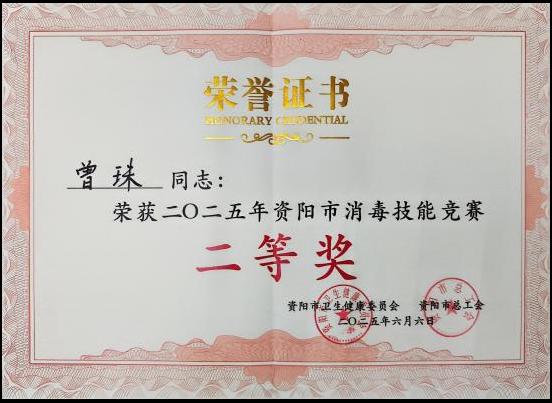 荣誉证书
HONORARY CREDENTIAL
曾珠 同志：
荣获二〇二五年资阳市消毒技能竞赛
二等奖
资阳市卫生健康委员会 资阳市总工会
二〇二五年六月六日